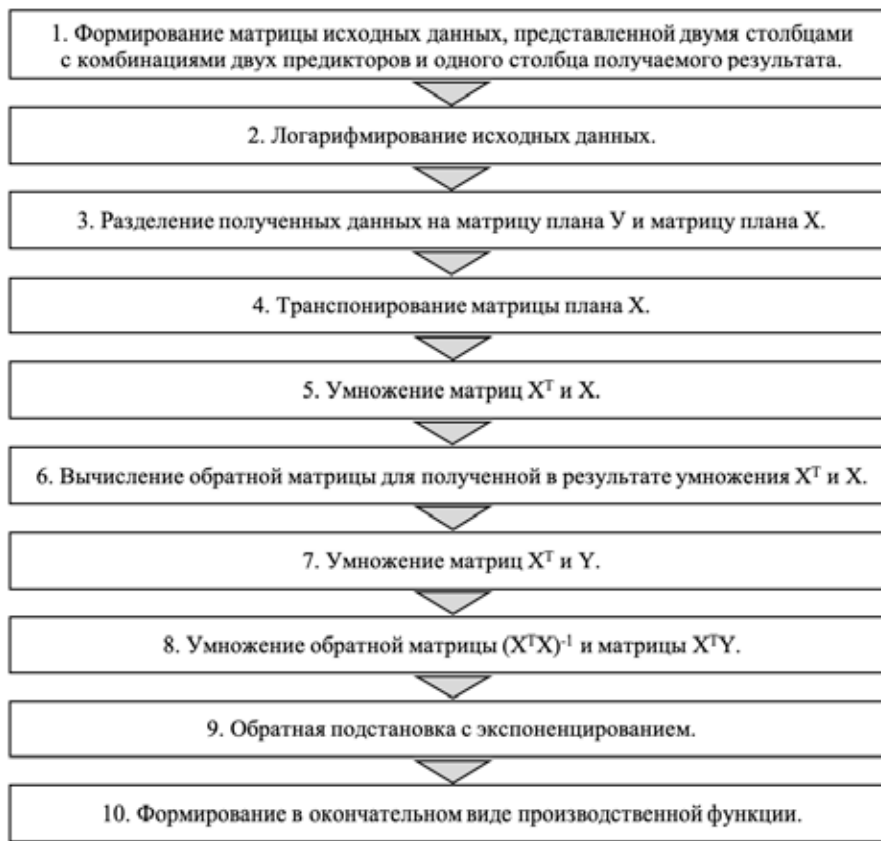 1. Формирование матрицы исходных данных, представленной двумя столбцами
с комбинациями двух предикторов и одного столбца получаемого результата.
2. Логарифмирование исходных данных.
3. Разделение полученных данных на матрицу плана У и матрицу плана X.
4. Транспонирование матрицы плана X.
5. Умножение матриц Xᵀ и X.
6. Вычисление обратной матрицы для полученной в результате умножения Xᵀ и X.
7. Умножение матриц Xᵀ и Y.
8. Умножение обратной матрицы (XᵀX)⁻¹ и матрицы XᵀY.
9. Обратная подстановка с экспоненцированием.
10. Формирование в окончательном виде производственной функции.